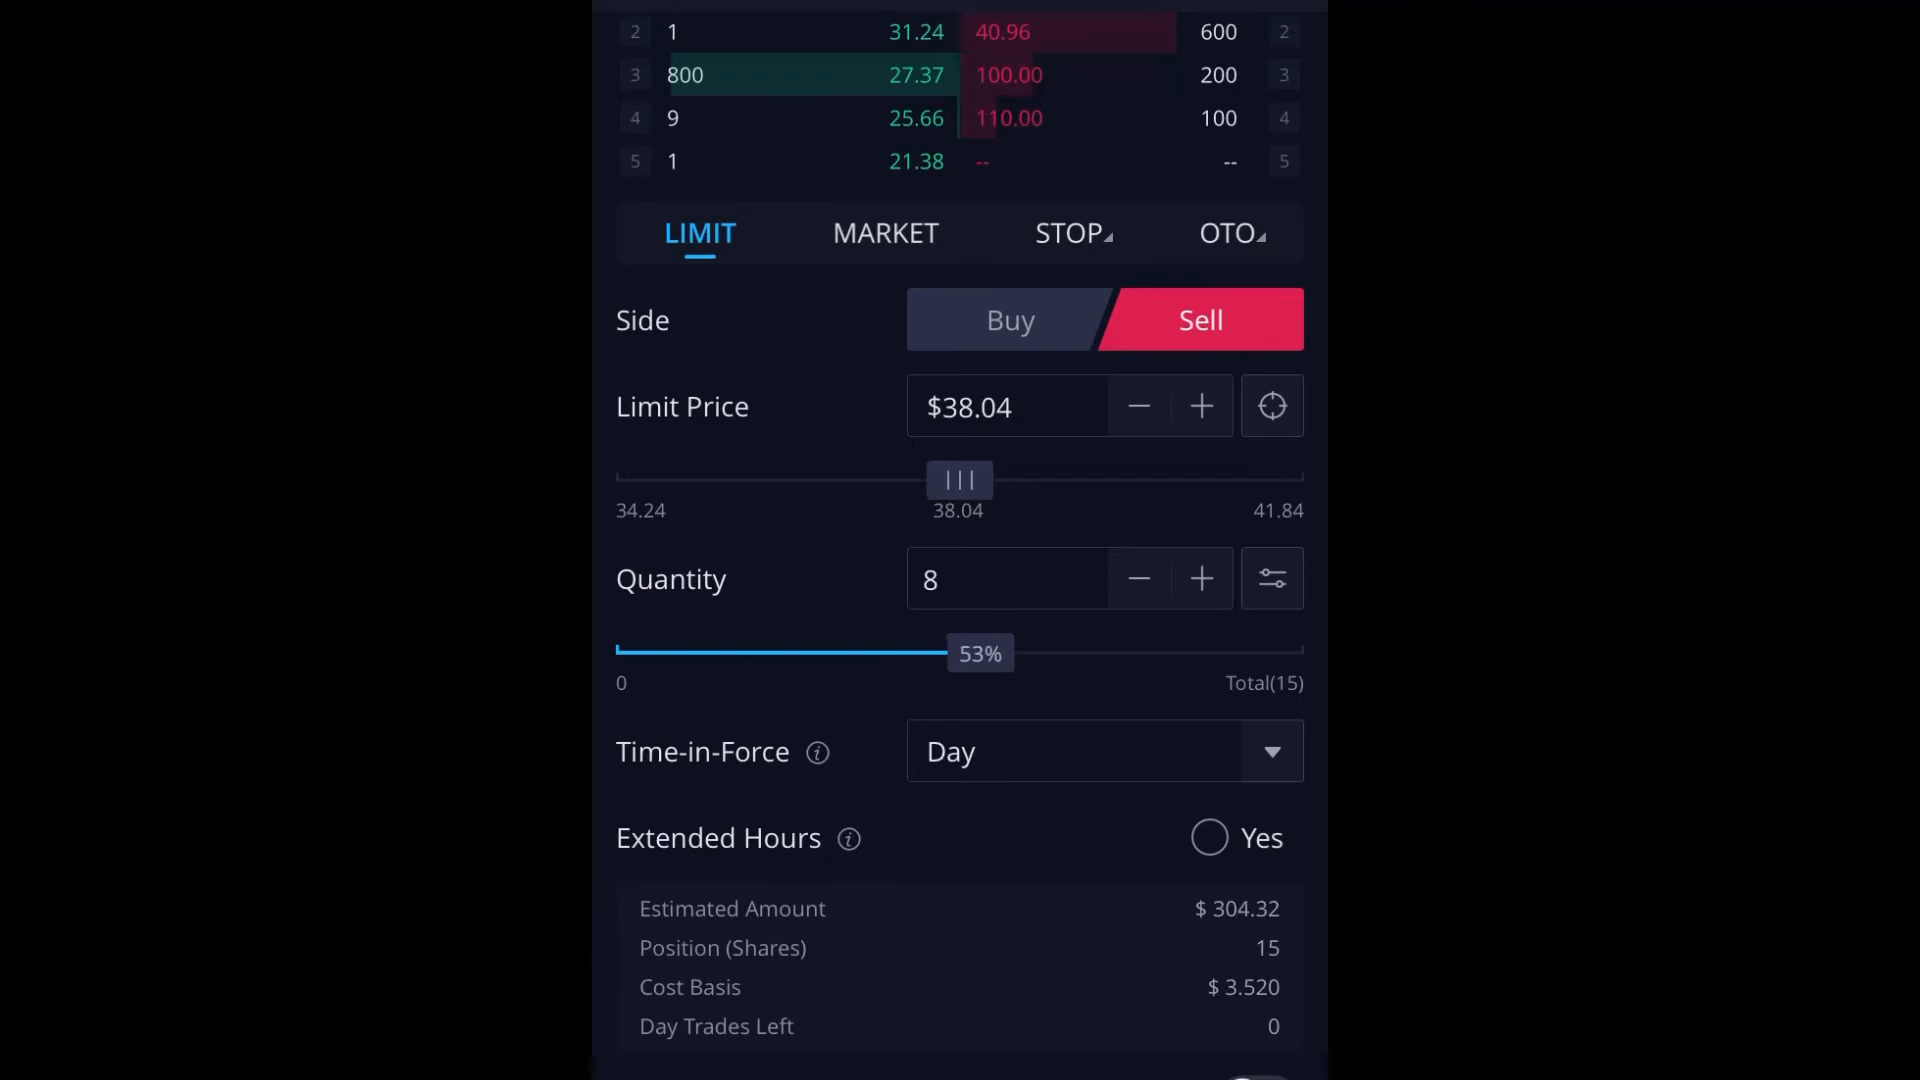 2 1 31.24 40.96 600 2
3 800 27.37 100.00 200 3
4 9 25.66 110.00 100 4
5 1 21.38 -- -- 5
LIMIT MARKET STOP OTO
Side Buy Sell
Limit Price $38.04
34.24 38.04 41.84
Quantity 8
53%
0 Total(15)
Time-in-Force Day
Extended Hours Yes
Estimated Amount $ 304.32
Position (Shares) 15
Cost Basis $ 3.520
Day Trades Left 0